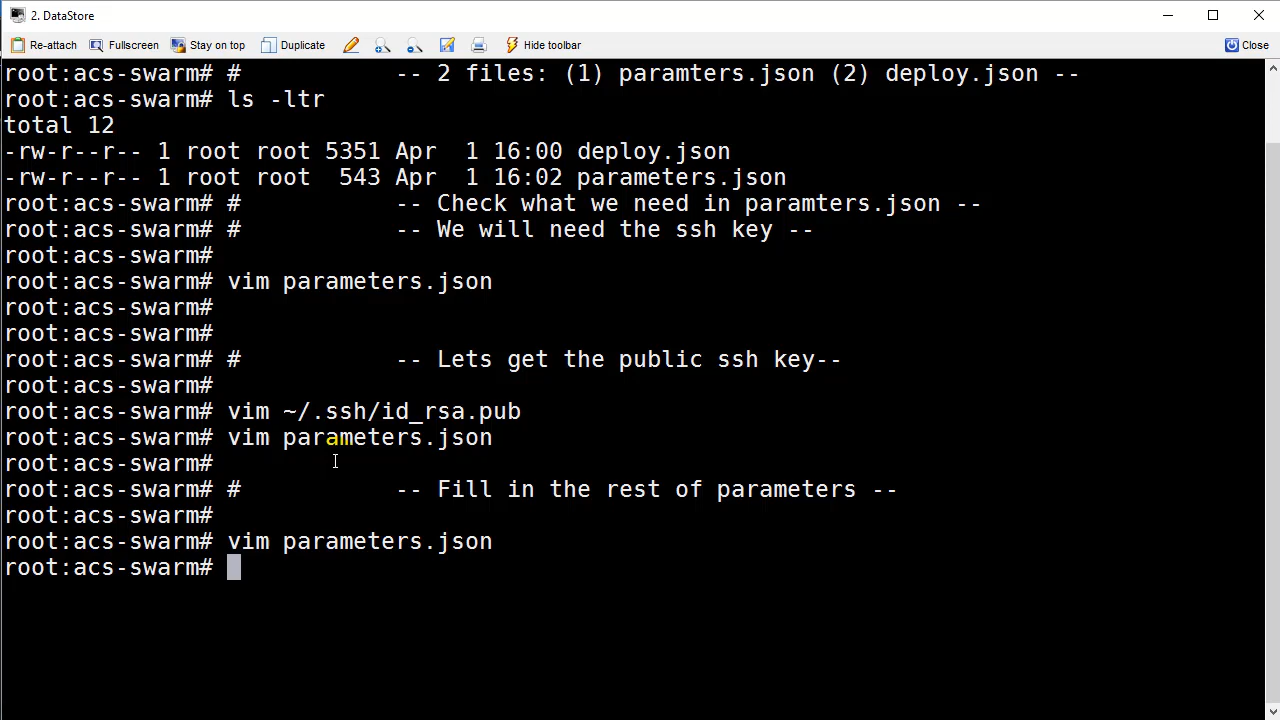 2. DataStore
Re-attach Fullscreen Stay on top Duplicate Hide toolbar Close
root:acs-swarm# # -- 2 files: (1) paramters.json (2) deploy.json --
root:acs-swarm# ls -ltr
total 12
-rw-r--r-- 1 root root 5351 Apr 1 16:00 deploy.json
-rw-r--r-- 1 root root 543 Apr 1 16:02 parameters.json
root:acs-swarm# # -- Check what we need in paramters.json --
root:acs-swarm# # -- We will need the ssh key --
root:acs-swarm#
root:acs-swarm# vim parameters.json
root:acs-swarm#
root:acs-swarm#
root:acs-swarm# # -- Lets get the public ssh key--
root:acs-swarm#
root:acs-swarm# vim ~/.ssh/id_rsa.pub
root:acs-swarm# vim parameters.json
root:acs-swarm#
root:acs-swarm# # -- Fill in the rest of parameters --
root:acs-swarm#
root:acs-swarm# vim parameters.json
root:acs-swarm#